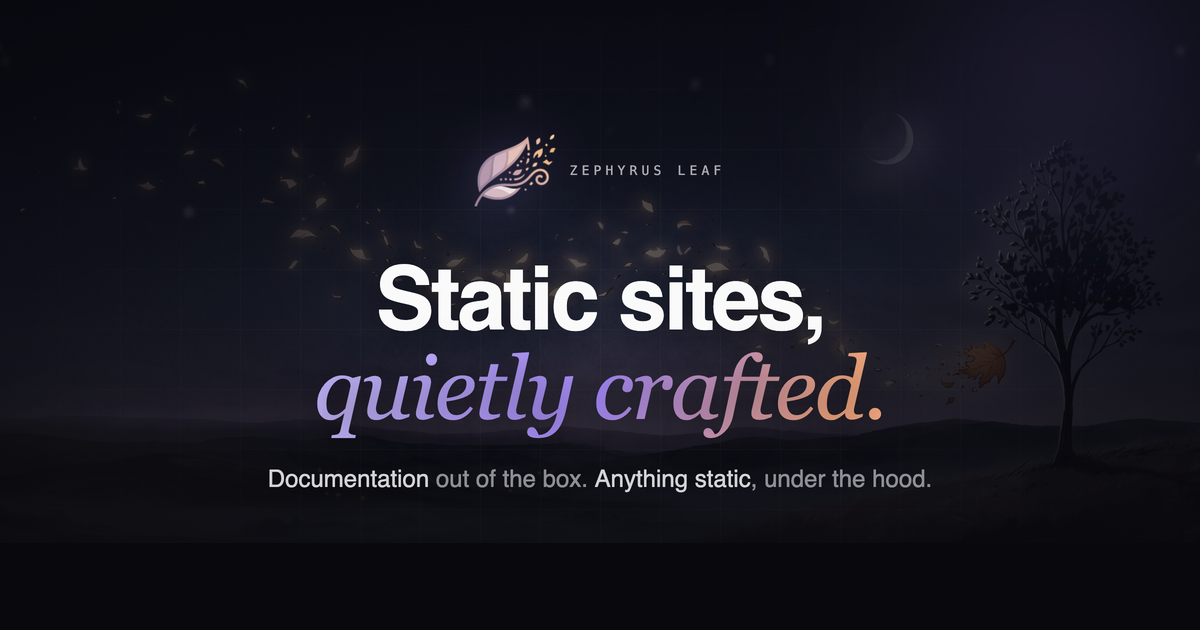 ZEPHYRUS LEAF
Static sites,
quietly crafted.
Documentation out of the box. Anything static, under the hood.